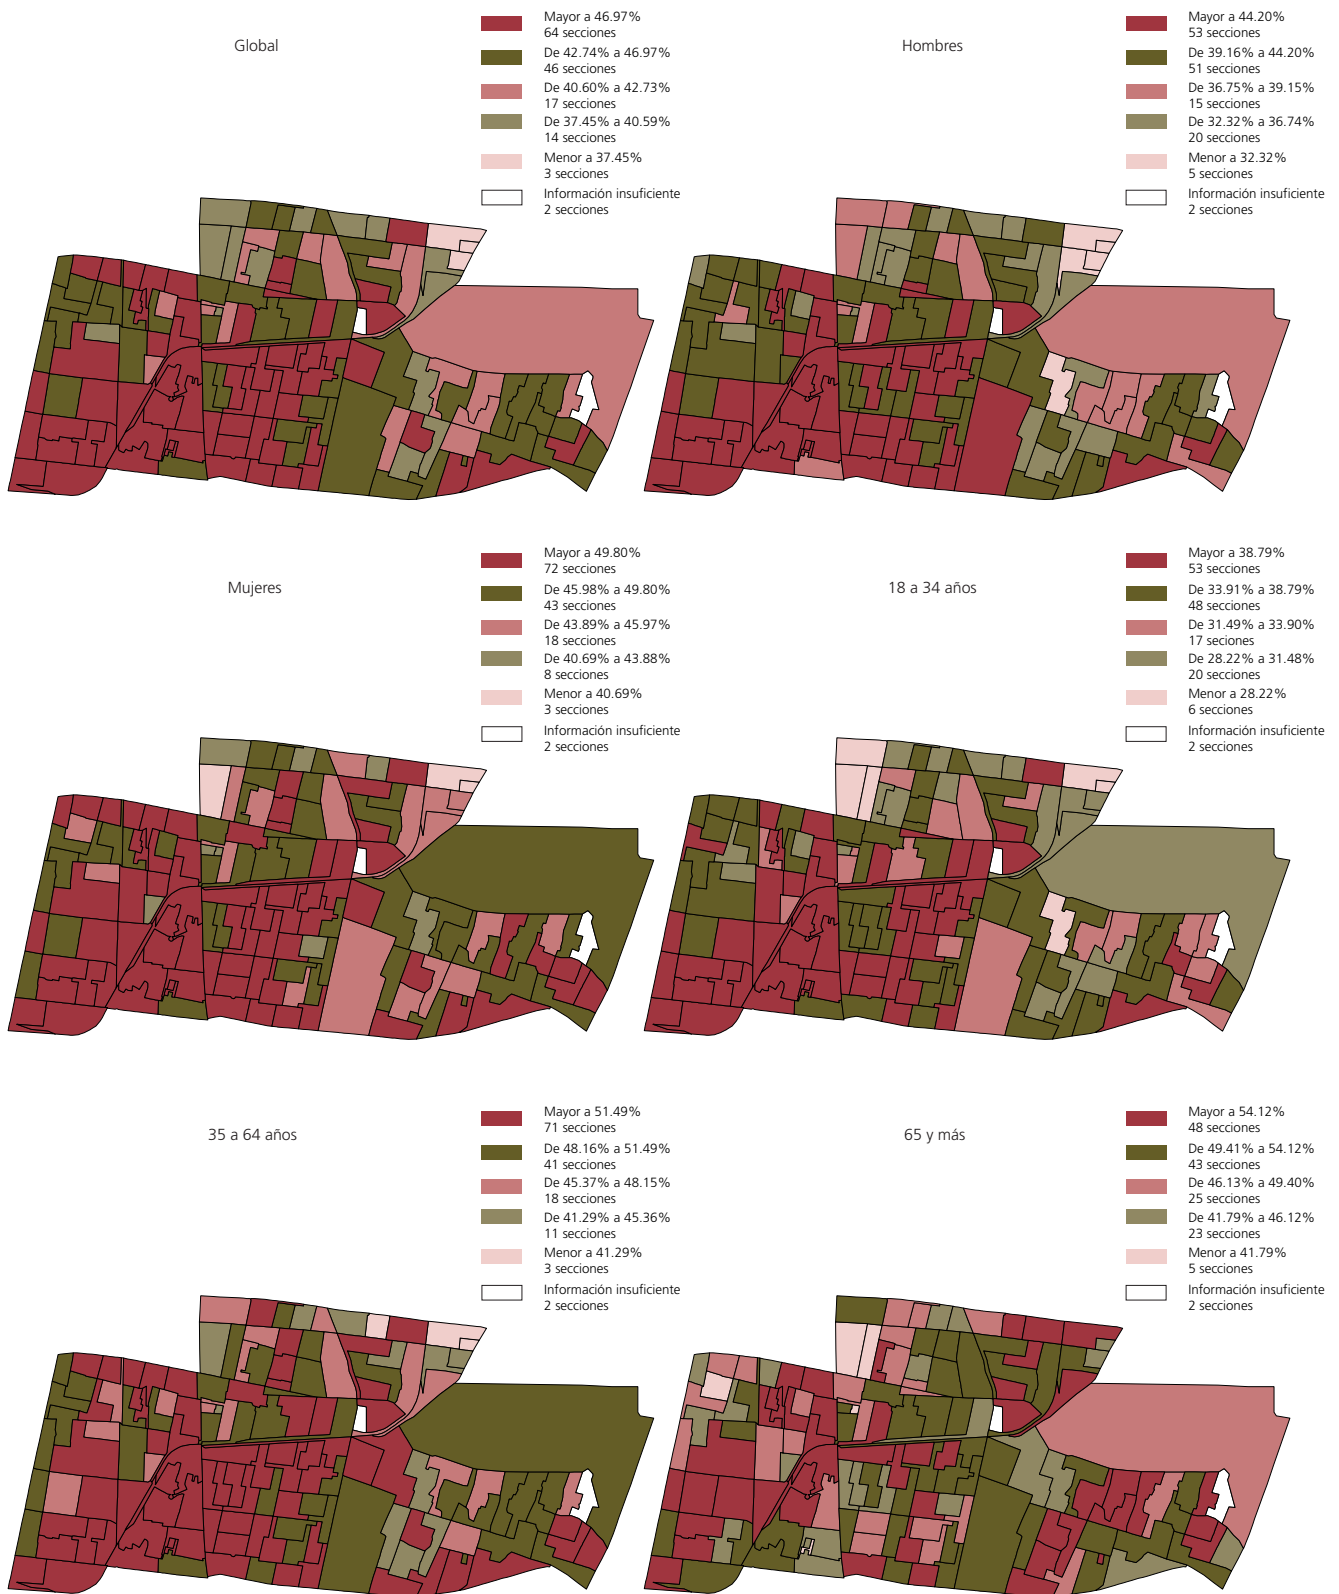 Global
Mayor a 46.97%
64 secciones
De 42.74% a 46.97%
46 secciones
De 40.60% a 42.73%
17 secciones
De 37.45% a 40.59%
14 secciones
Menor a 37.45%
3 secciones
Información insuficiente
2 secciones
Hombres
Mayor a 44.20%
53 secciones
De 39.16% a 44.20%
51 secciones
De 36.75% a 39.15%
15 secciones
De 32.32% a 36.74%
20 secciones
Menor a 32.32%
5 secciones
Información insuficiente
2 secciones
Mujeres
Mayor a 49.80%
72 secciones
De 45.98% a 49.80%
43 secciones
De 43.89% a 45.97%
18 secciones
De 40.69% a 43.88%
8 secciones
Menor a 40.69%
3 secciones
Información insuficiente
2 secciones
18 a 34 años
Mayor a 38.79%
53 secciones
De 33.91% a 38.79%
48 secciones
De 31.49% a 33.90%
17 seciones
De 28.22% a 31.48%
20 secciones
Menor a 28.22%
6 secciones
Información insuficiente
2 secciones
35 a 64 años
Mayor a 51.49%
71 secciones
De 48.16% a 51.49%
41 secciones
De 45.37% a 48.15%
18 secciones
De 41.29% a 45.36%
11 secciones
Menor a 41.29%
3 secciones
Información insuficiente
2 secciones
65 y más
Mayor a 54.12%
48 secciones
De 49.41% a 54.12%
43 secciones
De 46.13% a 49.40%
25 secciones
De 41.79% a 46.12%
23 secciones
Menor a 41.79%
5 secciones
Información insuficiente
2 secciones